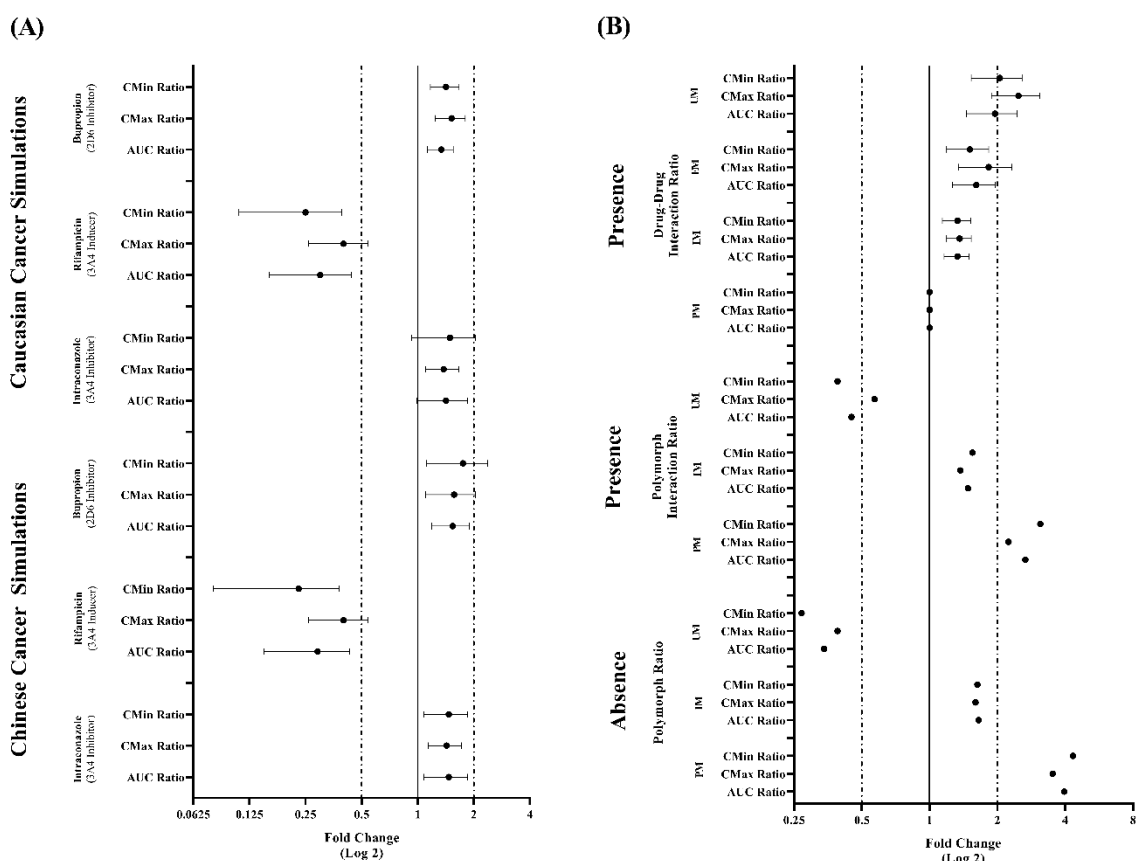 (A)
Caucasian Cancer Simulations
Bupropion
(2D6 Inhibitor)
CMin Ratio
CMax Ratio
AUC Ratio
Rifampicin
(3A4 Inducer)
CMin Ratio
CMax Ratio
AUC Ratio
Intraconazole
(3A4 Inhibitor)
CMin Ratio
CMax Ratio
AUC Ratio
Chinese Cancer Simulations
Bupropion
(2D6 Inhibitor)
CMin Ratio
CMax Ratio
AUC Ratio
Rifampicin
(3A4 Inducer)
CMin Ratio
CMax Ratio
AUC Ratio
Intraconazole
(3A4 Inhibitor)
CMin Ratio
CMax Ratio
AUC Ratio
0.0625 0.125 0.25 0.5 1 2 4
Fold Change
(Log 2)
(B)
Presence
Drug-Drug
Interaction Ratio
UM
CMin Ratio
CMax Ratio
AUC Ratio
EM
CMin Ratio
CMax Ratio
AUC Ratio
IM
CMin Ratio
CMax Ratio
AUC Ratio
PM
CMin Ratio
CMax Ratio
AUC Ratio
Presence
Polymorph
Interaction Ratio
UM
CMin Ratio
CMax Ratio
AUC Ratio
IM
CMin Ratio
CMax Ratio
AUC Ratio
PM
CMin Ratio
CMax Ratio
AUC Ratio
Absence
Polymorph Ratio
UM
CMin Ratio
CMax Ratio
AUC Ratio
IM
CMin Ratio
CMax Ratio
AUC Ratio
PM
CMin Ratio
CMax Ratio
AUC Ratio
0.25 0.5 1 2 4 8
Fold Change
(Log 2)